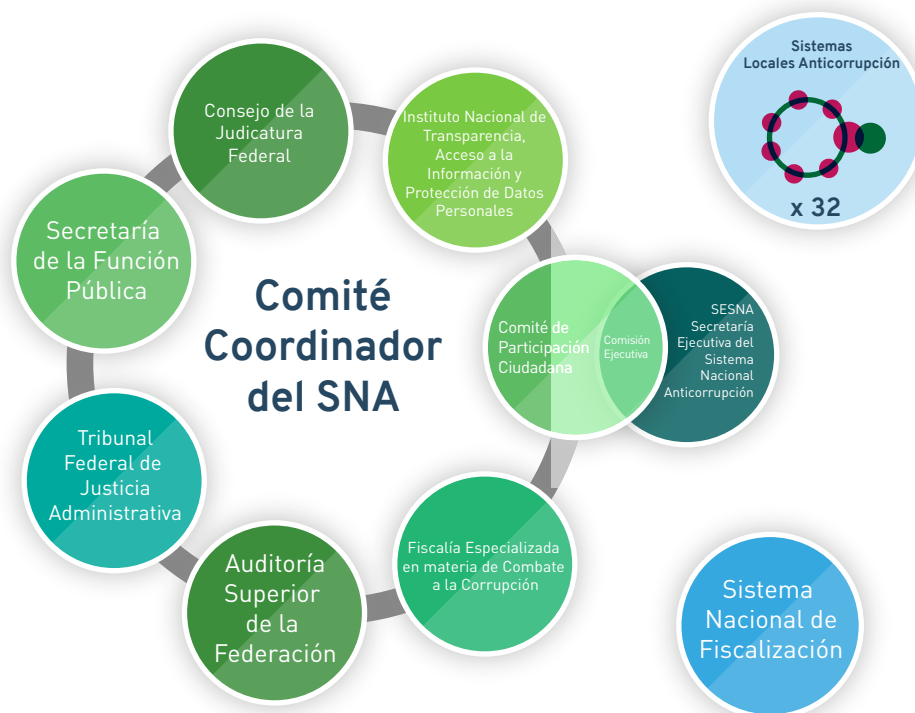 Sistemas
Locales Anticorrupción
x 32
Consejo de la
Judicatura
Federal
Instituto Nacional de
Transparencia,
Acceso a la
Información y
Protección de Datos
Personales
Secretaría
de la Función
Pública
Comité
Coordinador
del SNA
Comité de
Participación
Ciudadana
Comisión
Ejecutiva
SESNA
Secretaría
Ejecutiva del
Sistema
Nacional
Anticorrupción
Tribunal
Federal de
Justicia
Administrativa
Auditoría
Superior
de la
Federación
Fiscalía Especializada
en materia de Combate
a la Corrupción
Sistema
Nacional de
Fiscalización